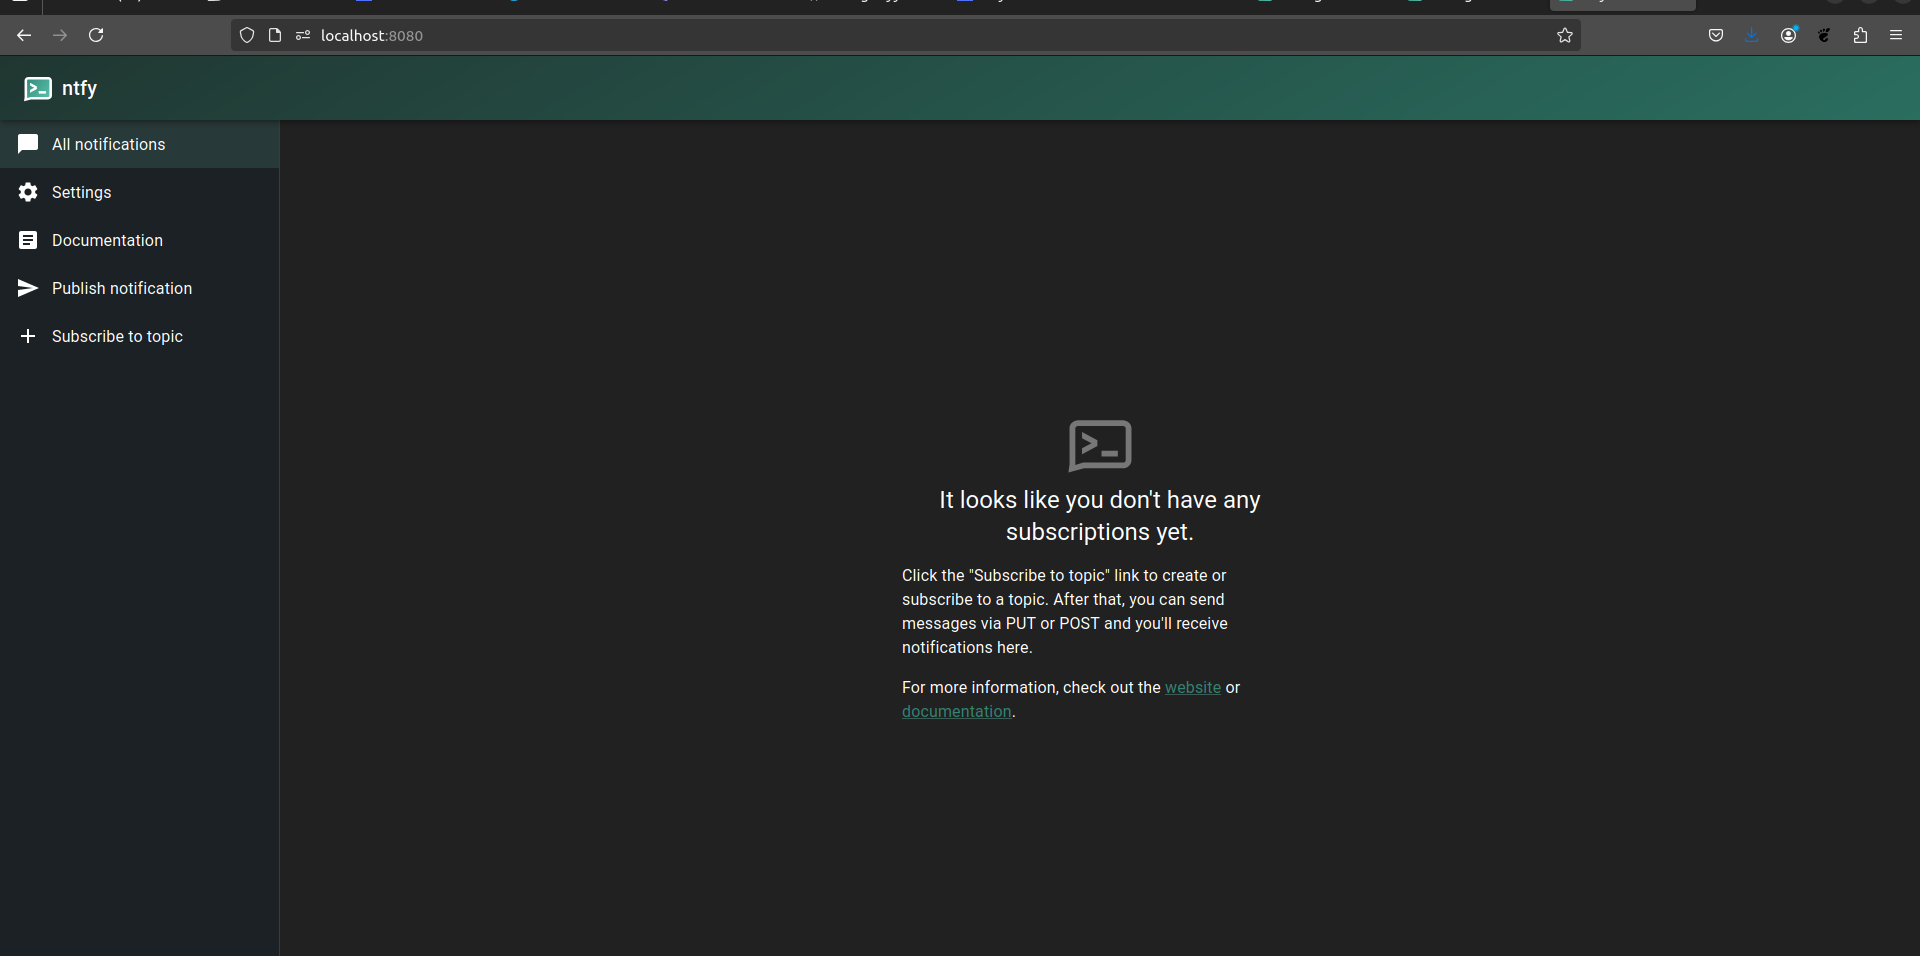 localhost:8080
ntfy
All notifications
Settings
Documentation
Publish notification
Subscribe to topic
It looks like you don't have any
subscriptions yet.
Click the "Subscribe to topic" link to create or
subscribe to a topic. After that, you can send
messages via PUT or POST and you'll receive
notifications here.
For more information, check out the website or
documentation.